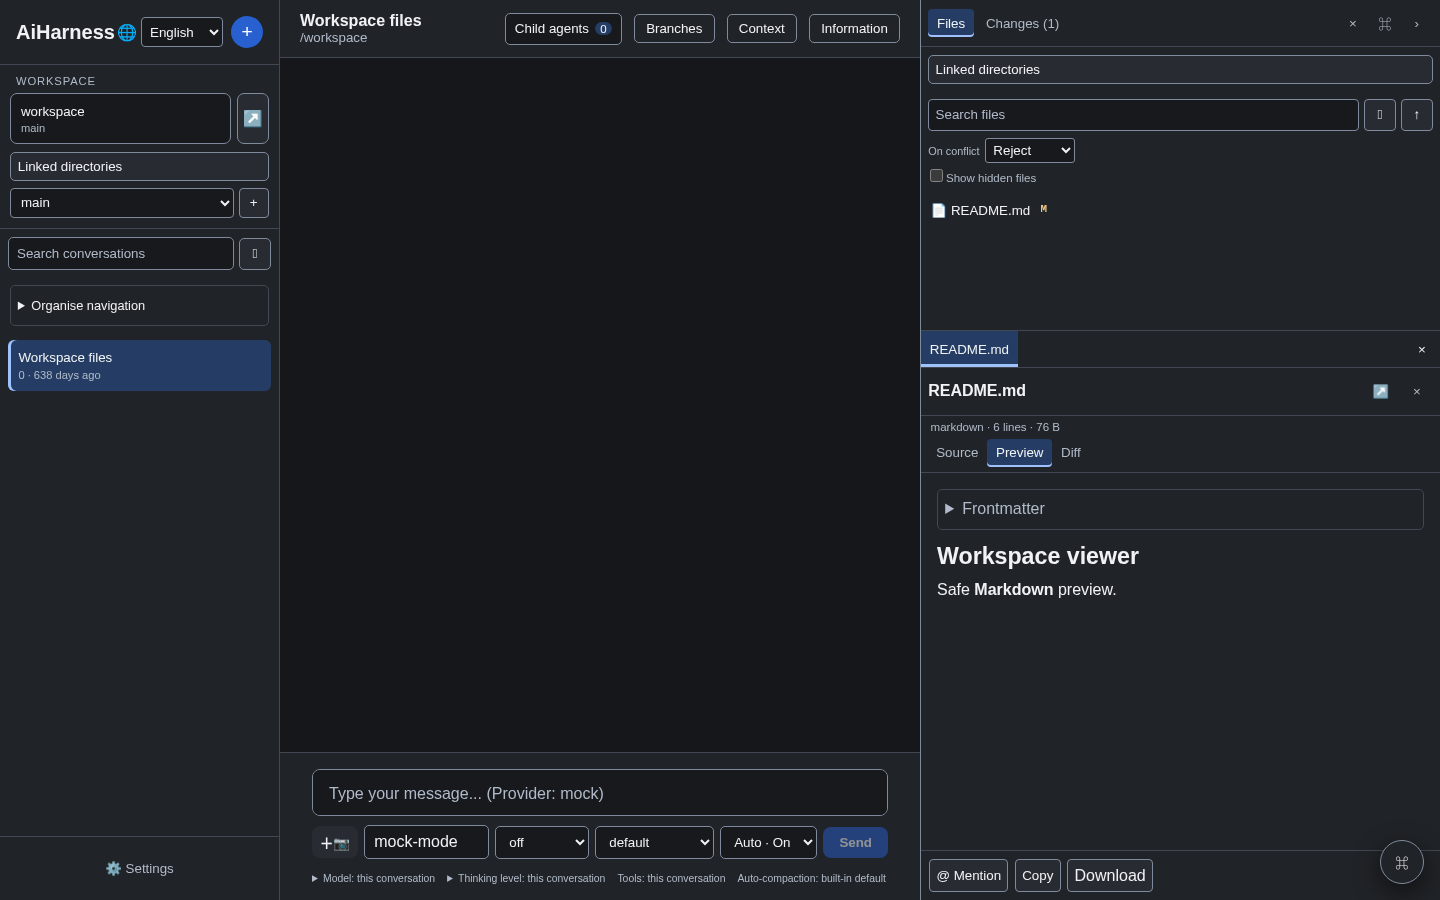 AiHarness English +
WORKSPACE
workspace
main
Linked directories
main +
Search conversations
Organise navigation
Workspace files
0 · 638 days ago
Settings
Workspace files
/workspace
Child agents 0 Branches Context Information
Type your message... (Provider: mock)
+ mock-mode off default Auto · On Send
Model: this conversation Thinking level: this conversation Tools: this conversation Auto-compaction: built-in default
Files Changes (1) × ⌘ ›
Linked directories
Search files ↑
On conflict Reject
Show hidden files
README.md M
README.md ×
README.md ×
markdown · 6 lines · 76 B
Source Preview Diff
Frontmatter
Workspace viewer
Safe Markdown preview.
@ Mention Copy Download ⌘